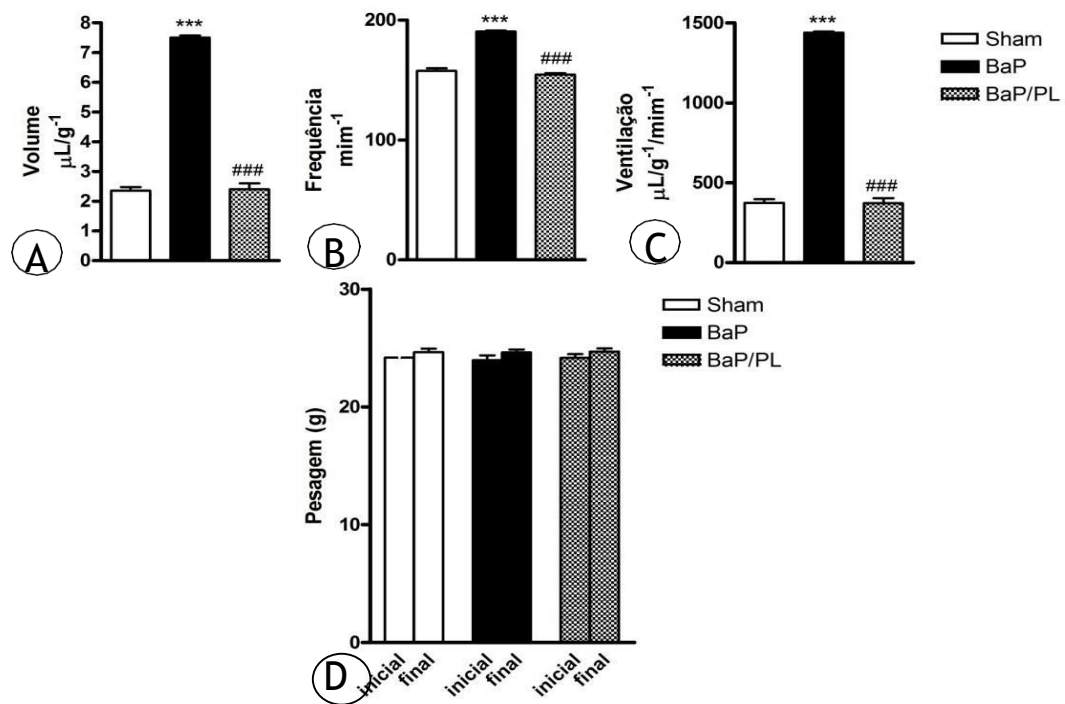 Volume
μL/g⁻¹
8
7
6
5
4
3
2
1
0
***
###
A
Frequência
mim⁻¹
200
100
0
***
###
B
Ventilação
μL/g⁻¹/mim⁻¹
1500
1000
500
0
***
###
C
Sham
BaP
BaP/PL
Pesagem (g)
30
20
10
0
inicial
final
inicial
final
inicial
final
D
Sham
BaP
BaP/PL